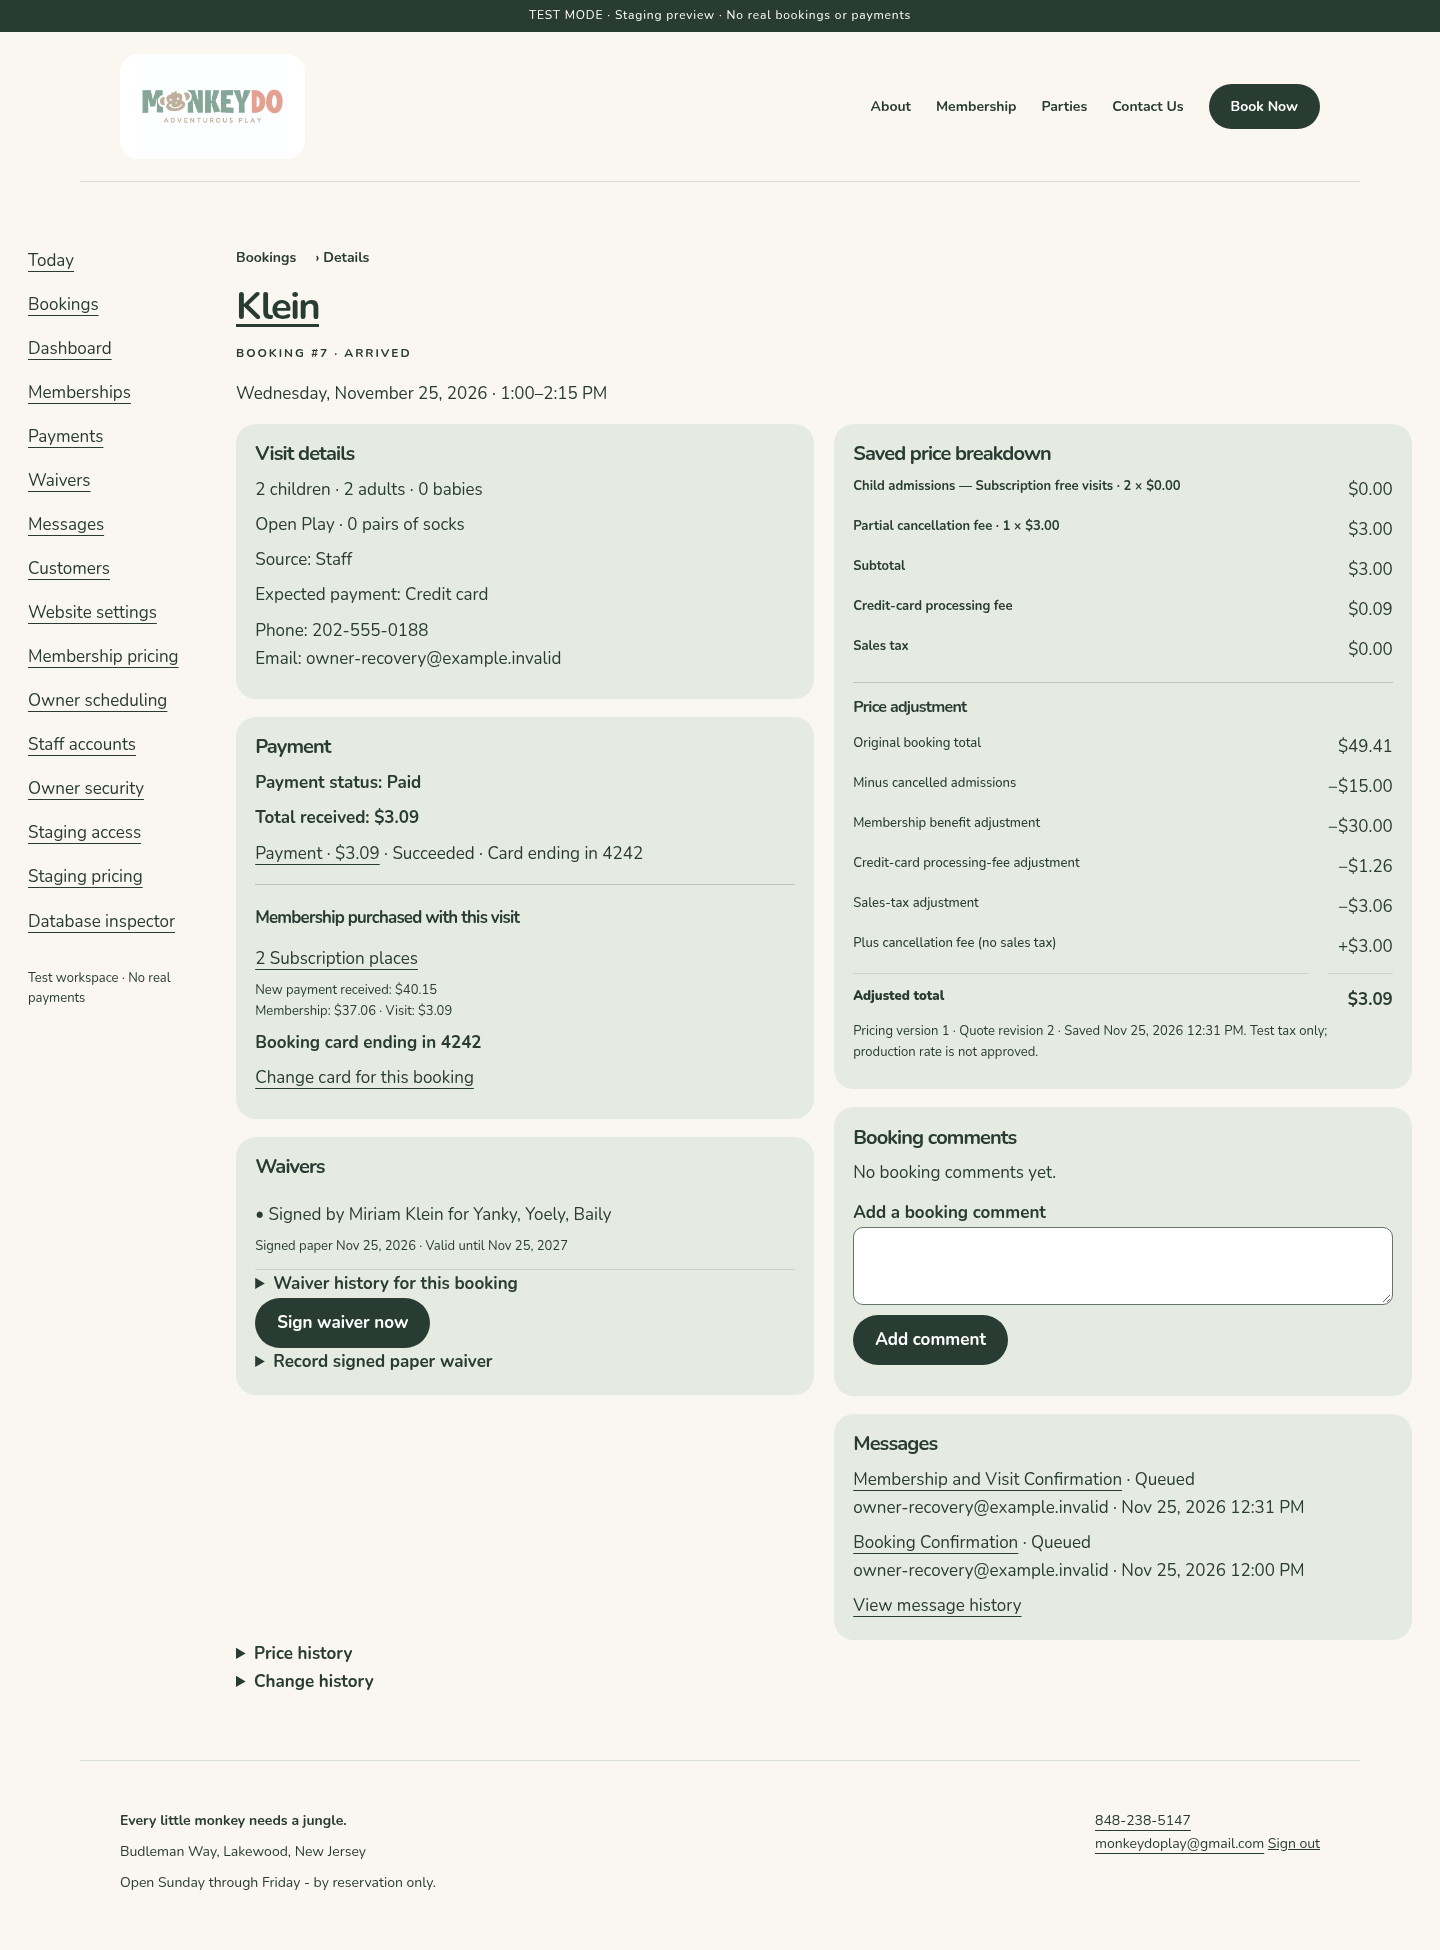 TEST MODE · Staging preview · No real bookings or payments
MONKEYDO
ADVENTUROUS PLAY
About
Membership
Parties
Contact Us
Book Now
Today
Bookings
Dashboard
Memberships
Payments
Waivers
Messages
Customers
Website settings
Membership pricing
Owner scheduling
Staff accounts
Owner security
Staging access
Staging pricing
Database inspector
Test workspace · No real
payments
Bookings › Details
Klein
BOOKING #7 · ARRIVED
Wednesday, November 25, 2026 · 1:00–2:15 PM
Visit details
2 children · 2 adults · 0 babies
Open Play · 0 pairs of socks
Source: Staff
Expected payment: Credit card
Phone: 202-555-0188
Email: owner-recovery@example.invalid
Payment
Payment status: Paid
Total received: $3.09
Payment · $3.09 · Succeeded · Card ending in 4242
Membership purchased with this visit
2 Subscription places
New payment received: $40.15
Membership: $37.06 · Visit: $3.09
Booking card ending in 4242
Change card for this booking
Waivers
• Signed by Miriam Klein for Yanky, Yoely, Baily
Signed paper Nov 25, 2026 · Valid until Nov 25, 2027
▶ Waiver history for this booking
Sign waiver now
▶ Record signed paper waiver
Saved price breakdown
Child admissions — Subscription free visits · 2 × $0.00 $0.00
Partial cancellation fee · 1 × $3.00 $3.00
Subtotal $3.00
Credit-card processing fee $0.09
Sales tax $0.00
Price adjustment
Original booking total $49.41
Minus cancelled admissions −$15.00
Membership benefit adjustment −$30.00
Credit-card processing-fee adjustment −$1.26
Sales-tax adjustment −$3.06
Plus cancellation fee (no sales tax) +$3.00
Adjusted total $3.09
Pricing version 1 · Quote revision 2 · Saved Nov 25, 2026 12:31 PM. Test tax only;
production rate is not approved.
Booking comments
No booking comments yet.
Add a booking comment
Add comment
Messages
Membership and Visit Confirmation · Queued
owner-recovery@example.invalid · Nov 25, 2026 12:31 PM
Booking Confirmation · Queued
owner-recovery@example.invalid · Nov 25, 2026 12:00 PM
View message history
▶ Price history
▶ Change history
Every little monkey needs a jungle.
Budleman Way, Lakewood, New Jersey
Open Sunday through Friday - by reservation only.
848-238-5147
monkeydoplay@gmail.com Sign out